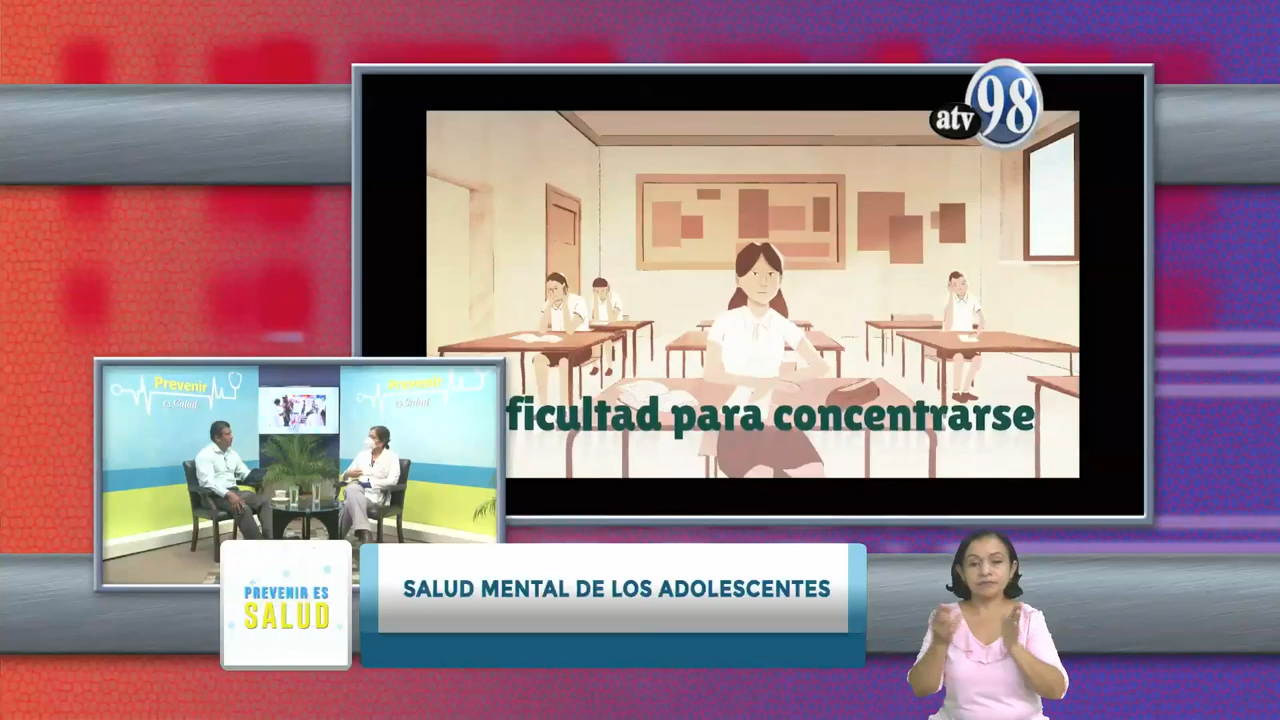 atv 98
ficultad para concentrarse
Prevenir
es Salud
Prevenir
es Salud
PREVENIR ES
SALUD
SALUD MENTAL DE LOS ADOLESCENTES